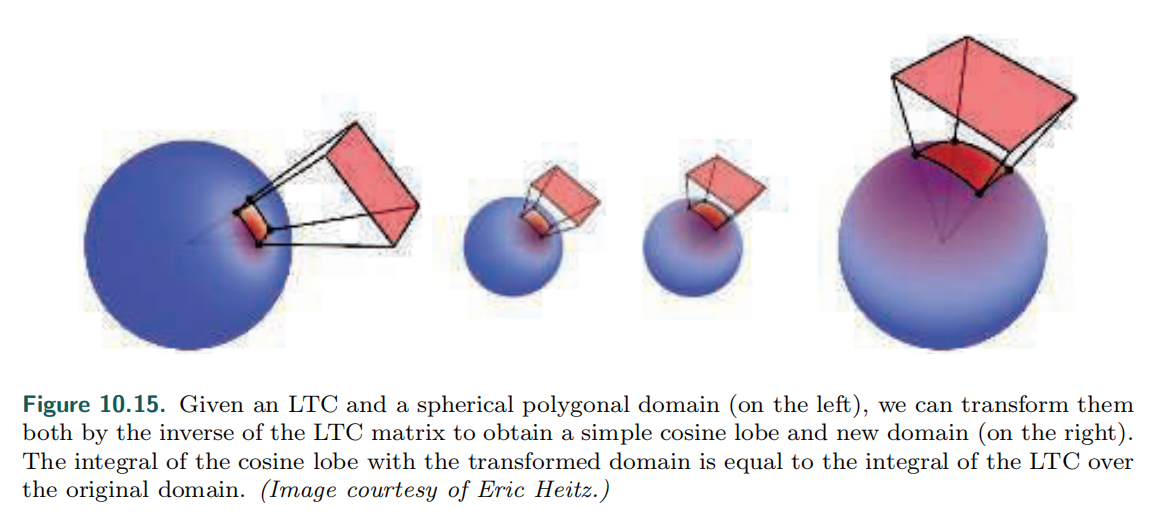 Figure 10.15. Given an LTC and a spherical polygonal domain (on the left), we can transform them
both by the inverse of the LTC matrix to obtain a simple cosine lobe and new domain (on the right).
The integral of the cosine lobe with the transformed domain is equal to the integral of the LTC over
the original domain. (Image courtesy of Eric Heitz.)